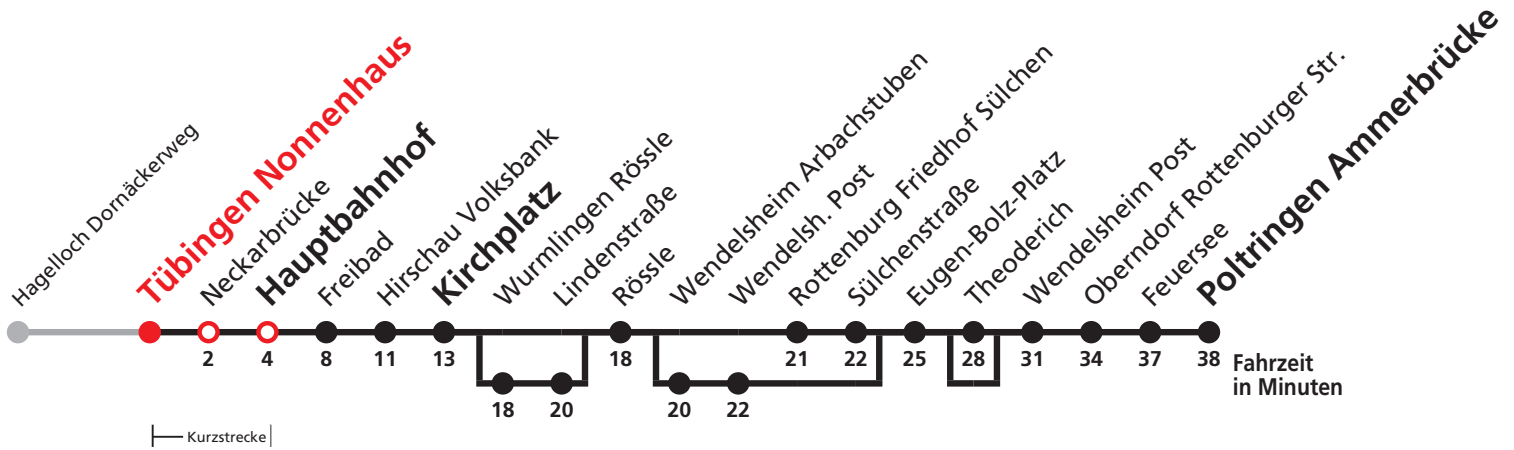 Hagelloch Dornäckerweg
Tübingen Nonnenhaus
Neckarbrücke
Hauptbahnhof
Freibad
Hirschau Volksbank
Kirchplatz
Wurmlingen Rössle
Lindenstraße
Rössle
Wendelsheim Arbachstuben
Wendelsh. Post
Rottenburg Friedhof Sülchen
Sülchenstraße
Eugen-Bolz-Platz
Theoderich
Wendelsheim Post
Oberndorf Rottenburger Str.
Feuersee
Poltringen Ammerbrücke
2 4 8 11 13 18 21 22 25 28 31 34 37 38
Fahrzeit
in Minuten
18 20 20 22
Kurzstrecke